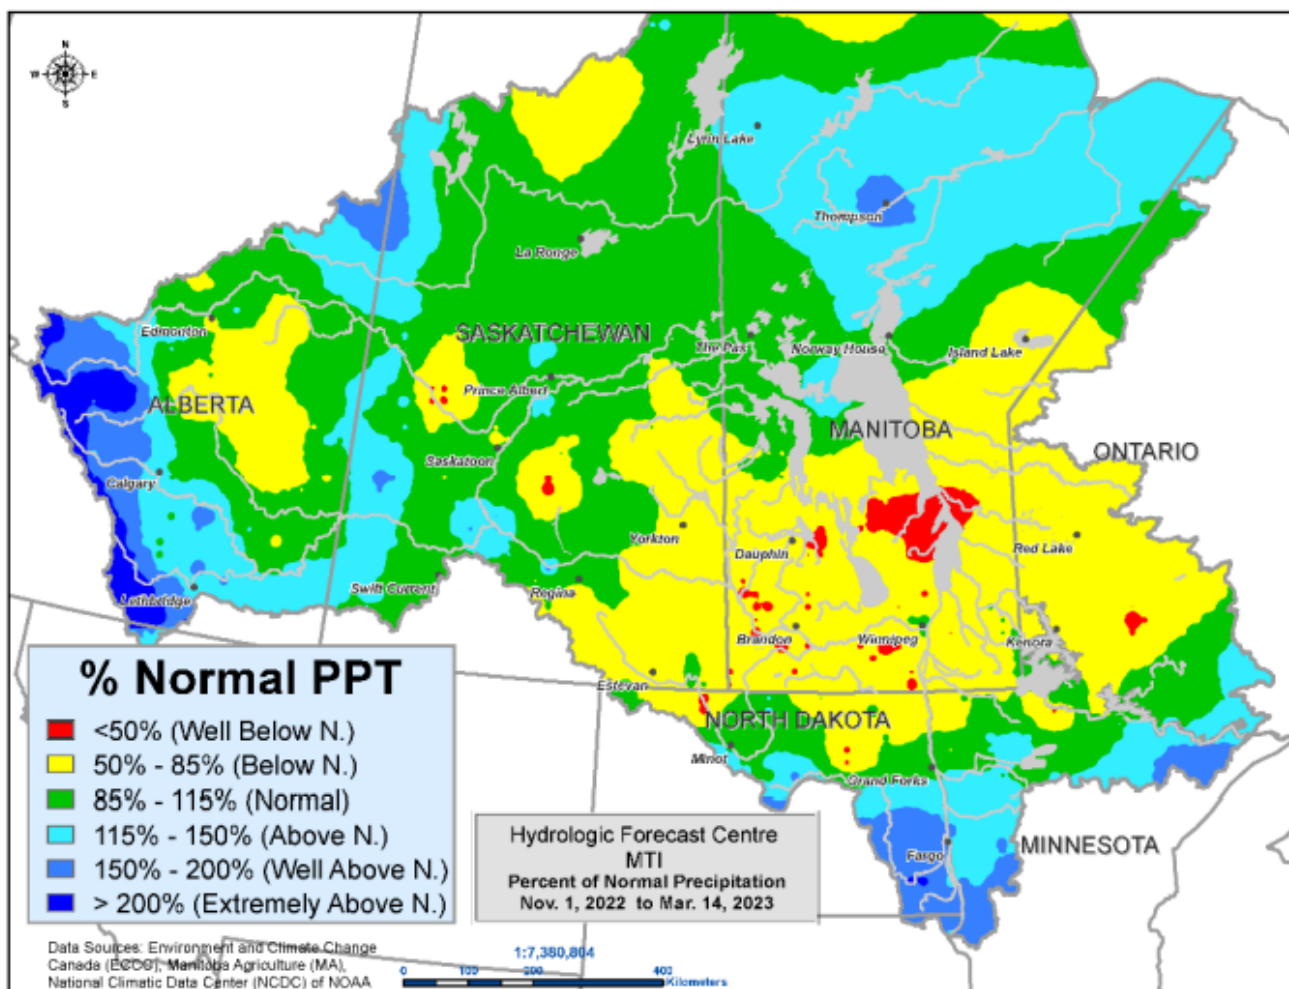 N
W E
S
Lynn Lake
Thompson
La Ronge
Edmonton
SASKATCHEWAN
The Pas
Norway House
Island Lake
Prince Albert
ALBERTA
MANITOBA
ONTARIO
Saskatoon
Calgary
Yorkton
Dauphin
Red Lake
Swift Current
Regina
Lethbridge
Brandon
Winnipeg
Kenora
Estevan
NORTH DAKOTA
Minot
Grand Forks
MINNESOTA
Fargo
% Normal PPT
<50% (Well Below N.)
50% - 85% (Below N.)
85% - 115% (Normal)
115% - 150% (Above N.)
150% - 200% (Well Above N.)
> 200% (Extremely Above N.)
Hydrologic Forecast Centre
MTI
Percent of Normal Precipitation
Nov. 1, 2022 to Mar. 14, 2023
Data Sources: Environment and Climate Change
Canada (ECCC), Manitoba Agriculture (MA),
National Climatic Data Center (NCDC) of NOAA
1:7,380,804
0 100 200 400
Kilometers